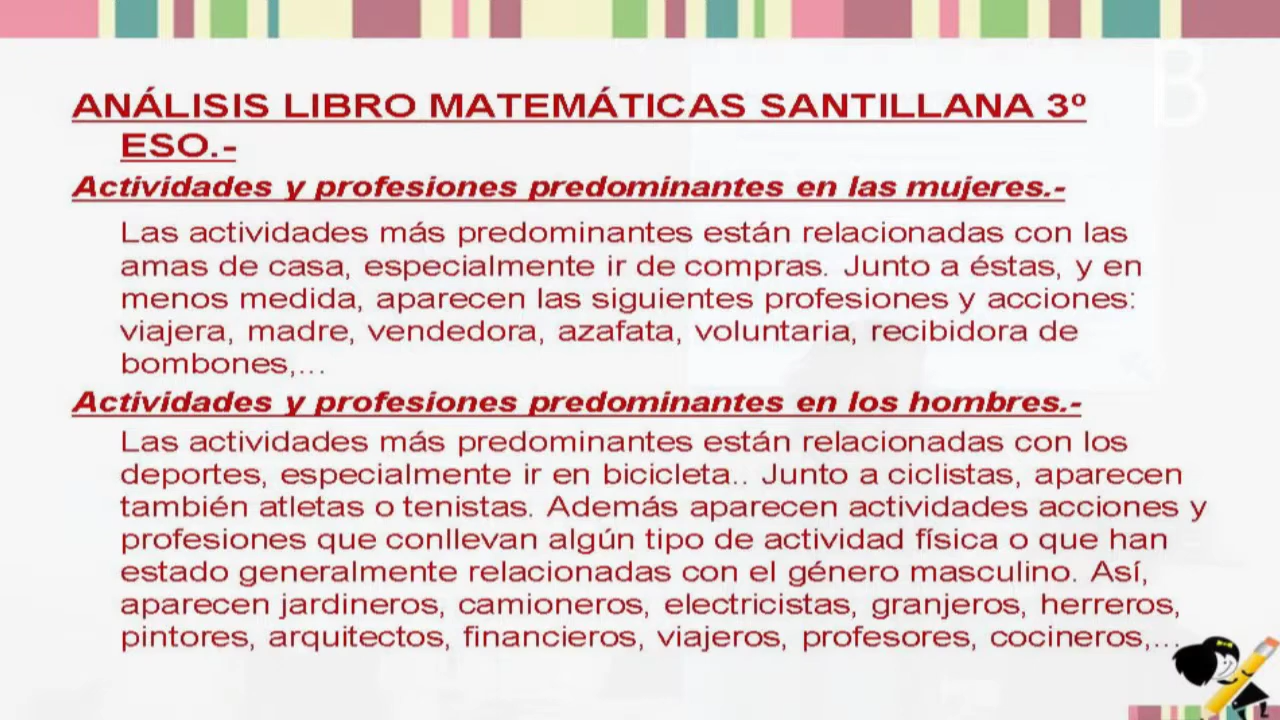 ANÁLISIS LIBRO MATEMÁTICAS SANTILLANA 3º
ESO.-
Actividades y profesiones predominantes en las mujeres.-
Las actividades más predominantes están relacionadas con las
amas de casa, especialmente ir de compras. Junto a éstas, y en
menos medida, aparecen las siguientes profesiones y acciones:
viajera, madre, vendedora, azafata, voluntaria, recibidora de
bombones,...
Actividades y profesiones predominantes en los hombres.-
Las actividades más predominantes están relacionadas con los
deportes, especialmente ir en bicicleta.. Junto a ciclistas, aparecen
también atletas o tenistas. Además aparecen actividades acciones y
profesiones que conllevan algún tipo de actividad física o que han
estado generalmente relacionadas con el género masculino. Así,
aparecen jardineros, camioneros, electricistas, granjeros, herreros,
pintores, arquitectos, financieros, viajeros, profesores, cocineros,...